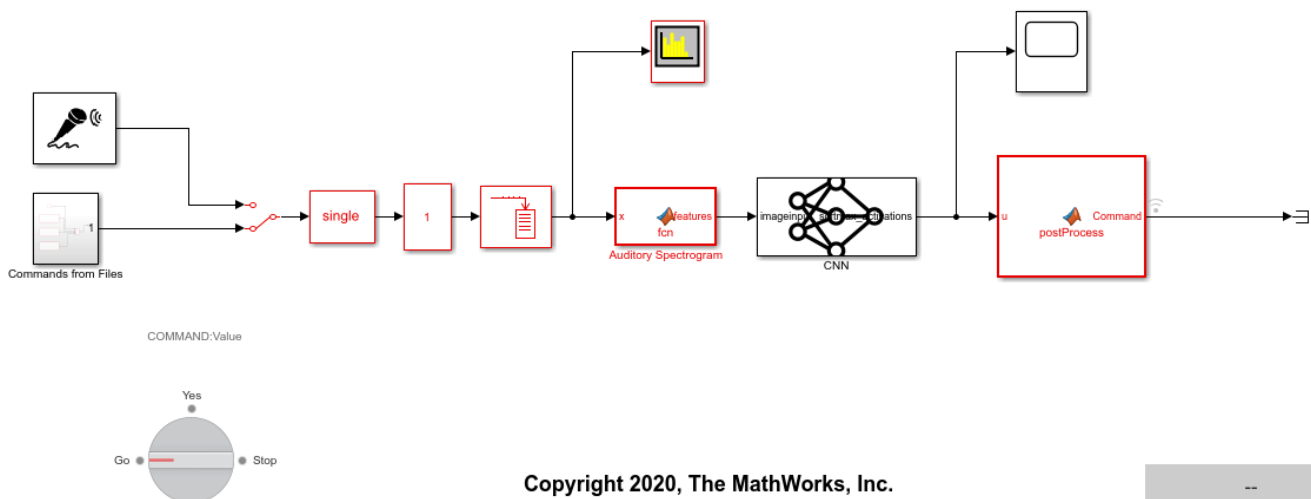 1
Commands from Files
single
1
x
features
fcn
Auditory Spectrogram
CNN
u
Command
postProcess
COMMAND:Value
Yes
Go
Stop
Copyright 2020, The MathWorks, Inc.
--